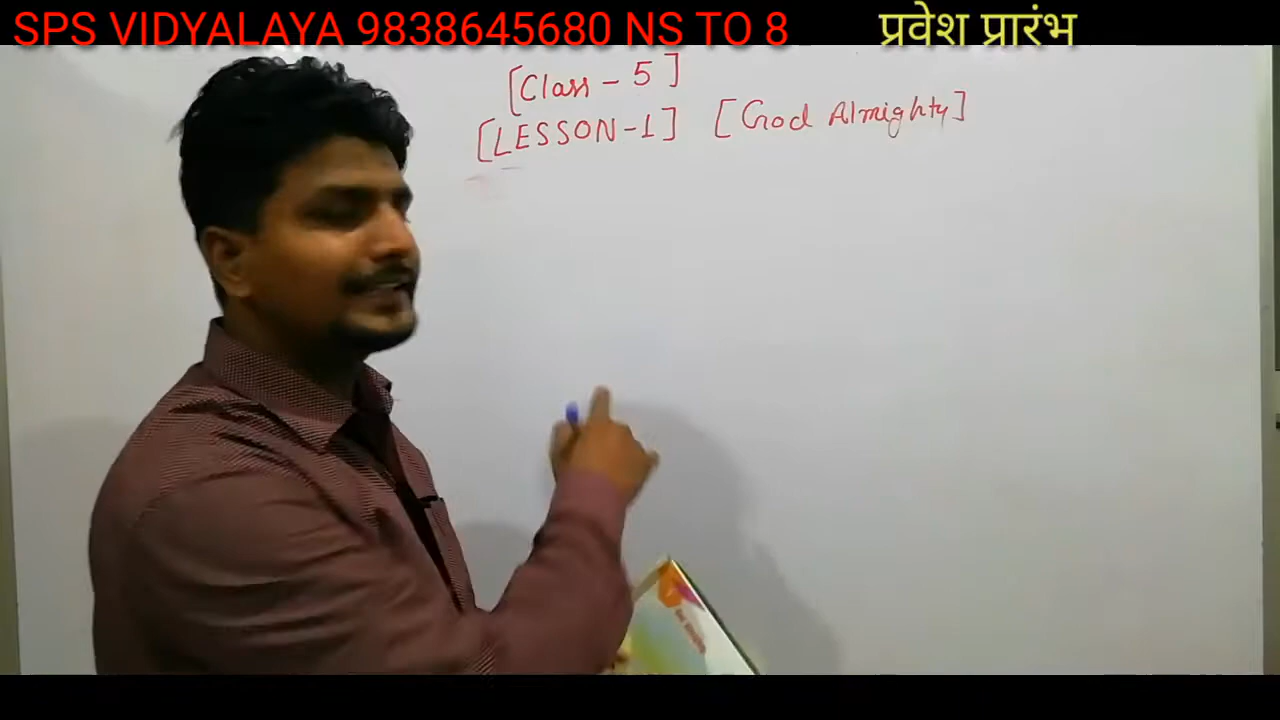 SPS VIDYALAYA 9838645680 NS TO 8 प्रवेश प्रारंभ
[Class - 5]
[LESSON-1] [God Almighty]